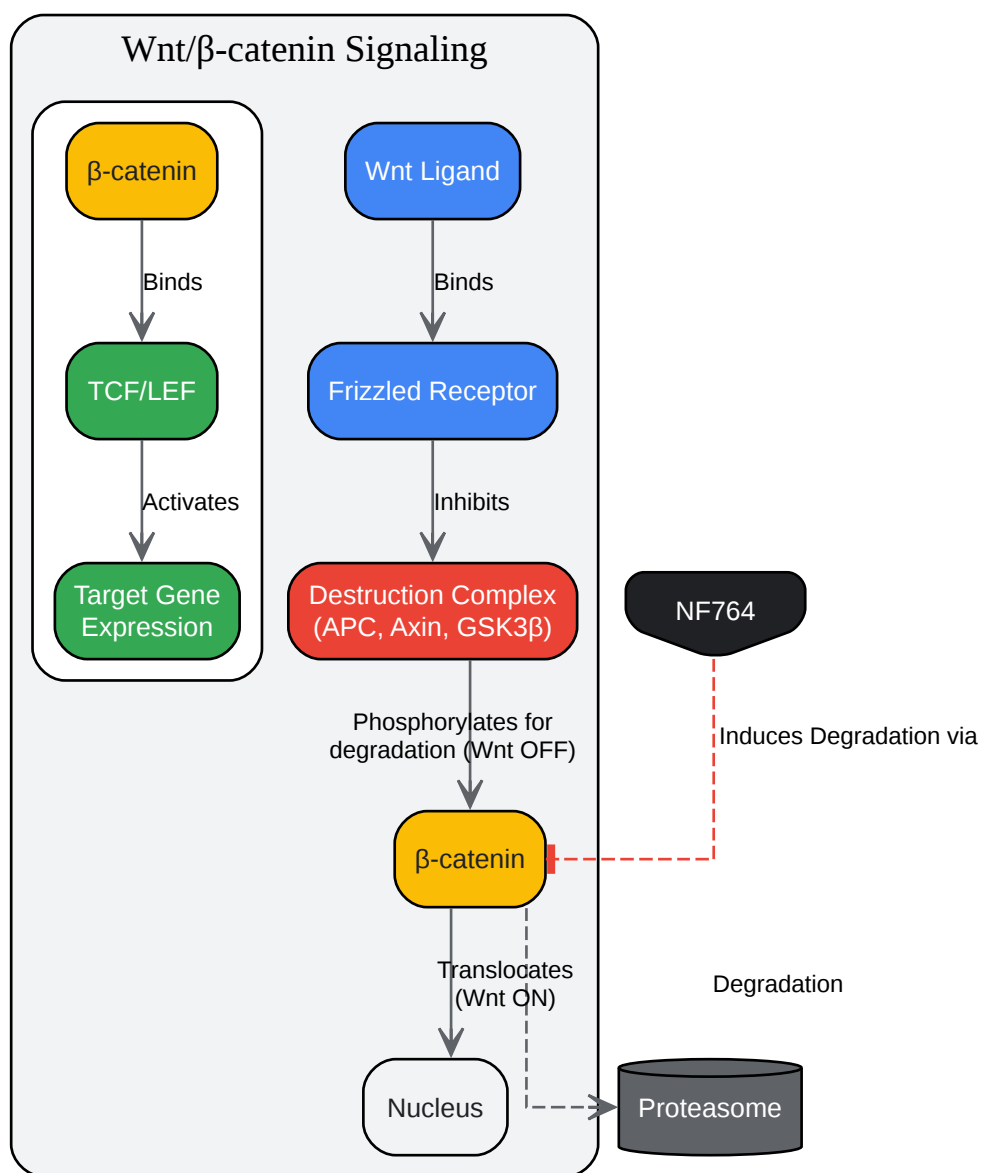 Wnt/β-catenin Signaling
β-catenin
Wnt Ligand
Binds
Binds
TCF/LEF
Frizzled Receptor
Activates
Inhibits
Target Gene
Expression
Destruction Complex
(APC, Axin, GSK3β)
NF764
Phosphorylates for
degradation (Wnt OFF)
Induces Degradation via
β-catenin
Translocates
(Wnt ON)
Degradation
Nucleus
Proteasome